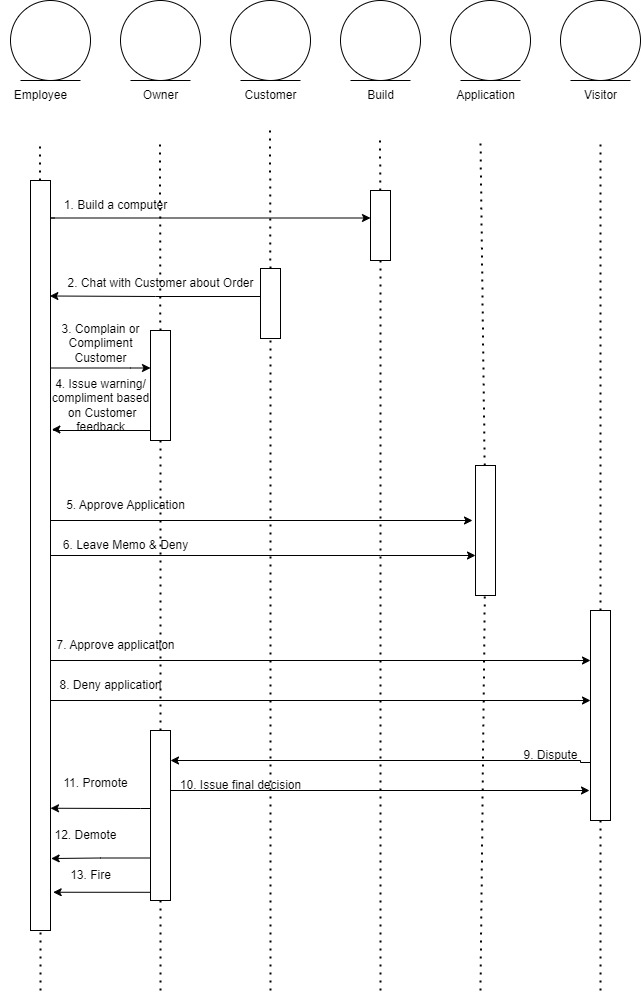 Employee
Owner
Customer
Build
Application
Visitor
1. Build a computer
2. Chat with Customer about Order
3. Complain or
Compliment
Customer
4. Issue warning/
compliment based
on Customer
feedback
5. Approve Application
6. Leave Memo & Deny
7. Approve application
8. Deny application
9. Dispute
10. Issue final decision
11. Promote
12. Demote
13. Fire